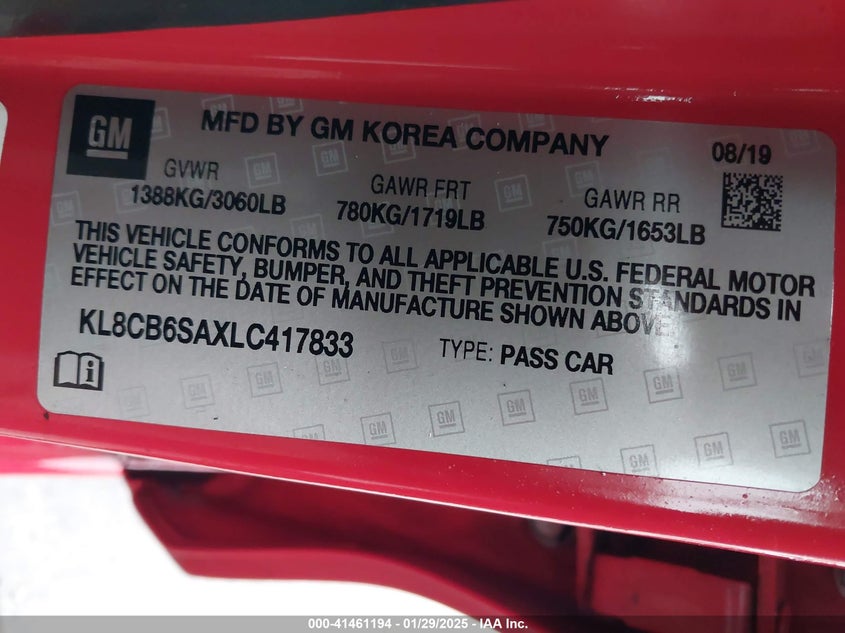 GM MFD BY GM KOREA COMPANY 08/19
GVWR GAWR FRT GAWR RR
1388KG/3060LB 780KG/1719LB 750KG/1653LB
THIS VEHICLE CONFORMS TO ALL APPLICABLE U.S. FEDERAL MOTOR
VEHICLE SAFETY, BUMPER, AND THEFT PREVENTION STANDARDS IN
EFFECT ON THE DATE OF MANUFACTURE SHOWN ABOVE.
KL8CB6SAXLC417833 TYPE: PASS CAR
000-41461194 - 01/29/2025 - IAA Inc.